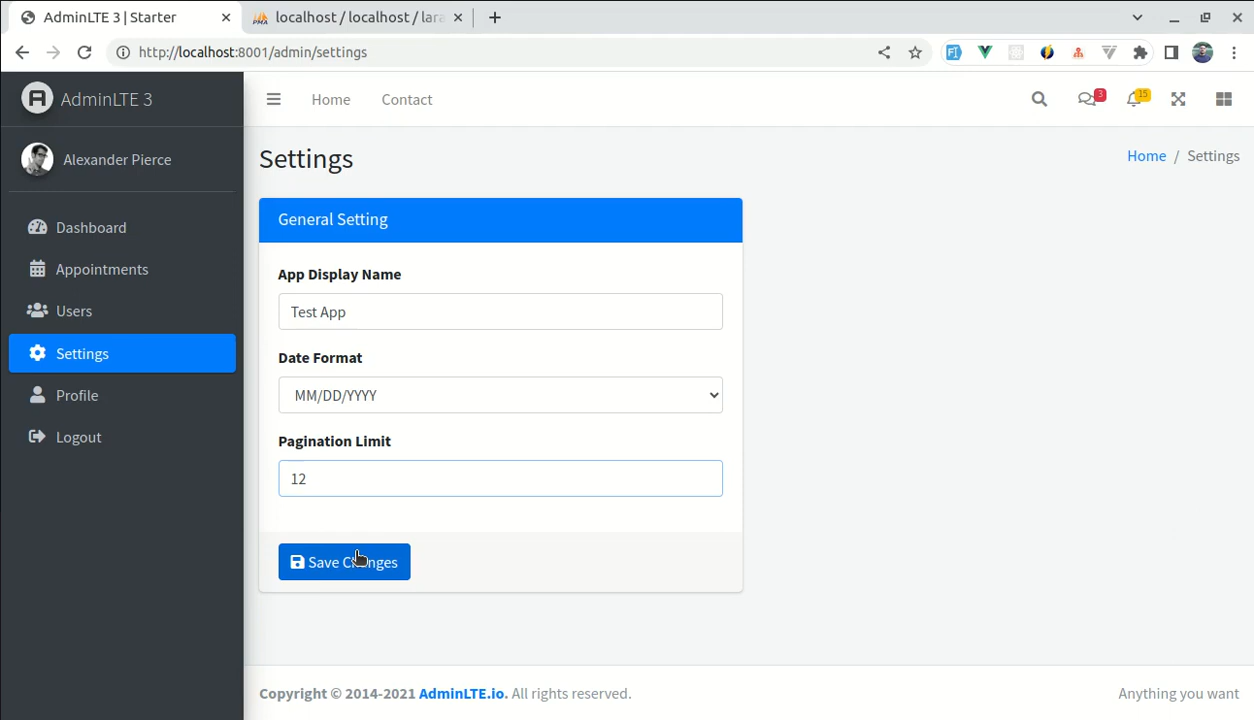 AdminLTE 3 | Starter
localhost / localhost / lara
http://localhost:8001/admin/settings
AdminLTE 3
Home
Contact
3
15
Alexander Pierce
Settings
Home / Settings
Dashboard
Appointments
Users
Settings
Profile
Logout
General Setting
App Display Name
Test App
Date Format
MM/DD/YYYY
Pagination Limit
12
Save Changes
Copyright © 2014-2021 AdminLTE.io. All rights reserved.
Anything you want